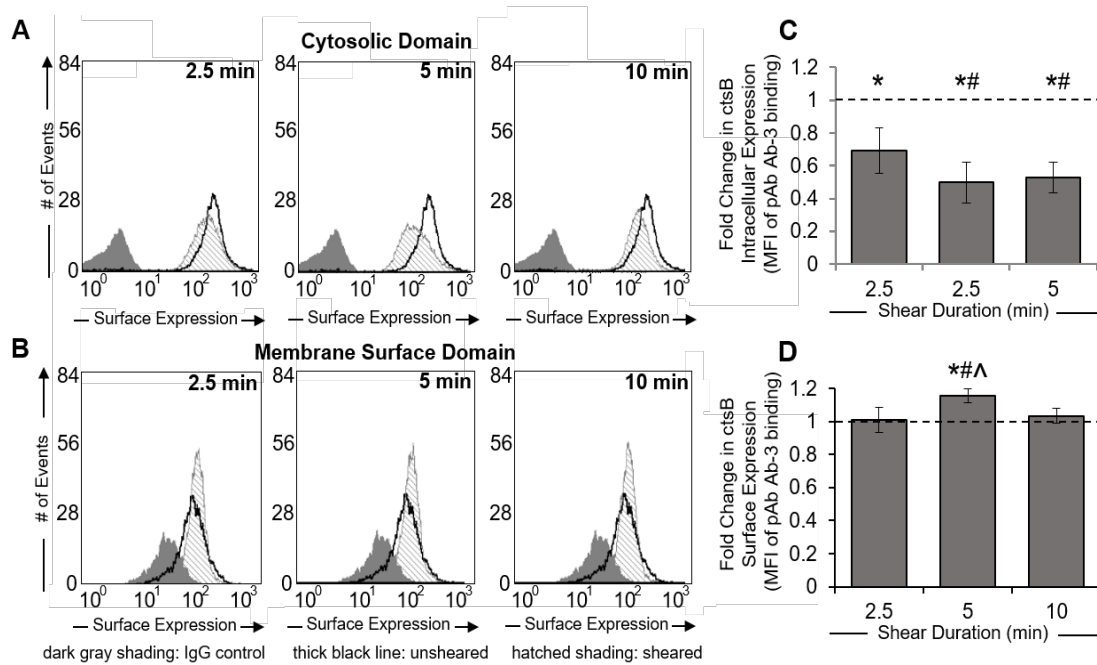 A
Cytosolic Domain
# of Events
84
56
28
0
2.5 min
10^0 10^1 10^2 10^3
Surface Expression
84
56
28
0
5 min
10^0 10^1 10^2 10^3
Surface Expression
84
56
28
0
10 min
10^0 10^1 10^2 10^3
Surface Expression
B
Membrane Surface Domain
# of Events
84
56
28
0
2.5 min
10^0 10^1 10^2 10^3
Surface Expression
84
56
28
0
5 min
10^0 10^1 10^2 10^3
Surface Expression
84
56
28
0
10 min
10^0 10^1 10^2 10^3
Surface Expression
dark gray shading: IgG control
thick black line: unsheared
hatched shading: sheared
C
Fold Change in ctsB
Intracellular Expression
(MFI of pAb Ab-3 binding)
1.2
1
0.8
0.6
0.4
0.2
0
* *# *#
2.5 2.5 5
Shear Duration (min)
D
Fold Change in ctsB
Surface Expression
(MFI of pAb Ab-3 binding)
1.2
1
0.8
0.6
0.4
0.2
0
*#^
2.5 5 10
Shear Duration (min)